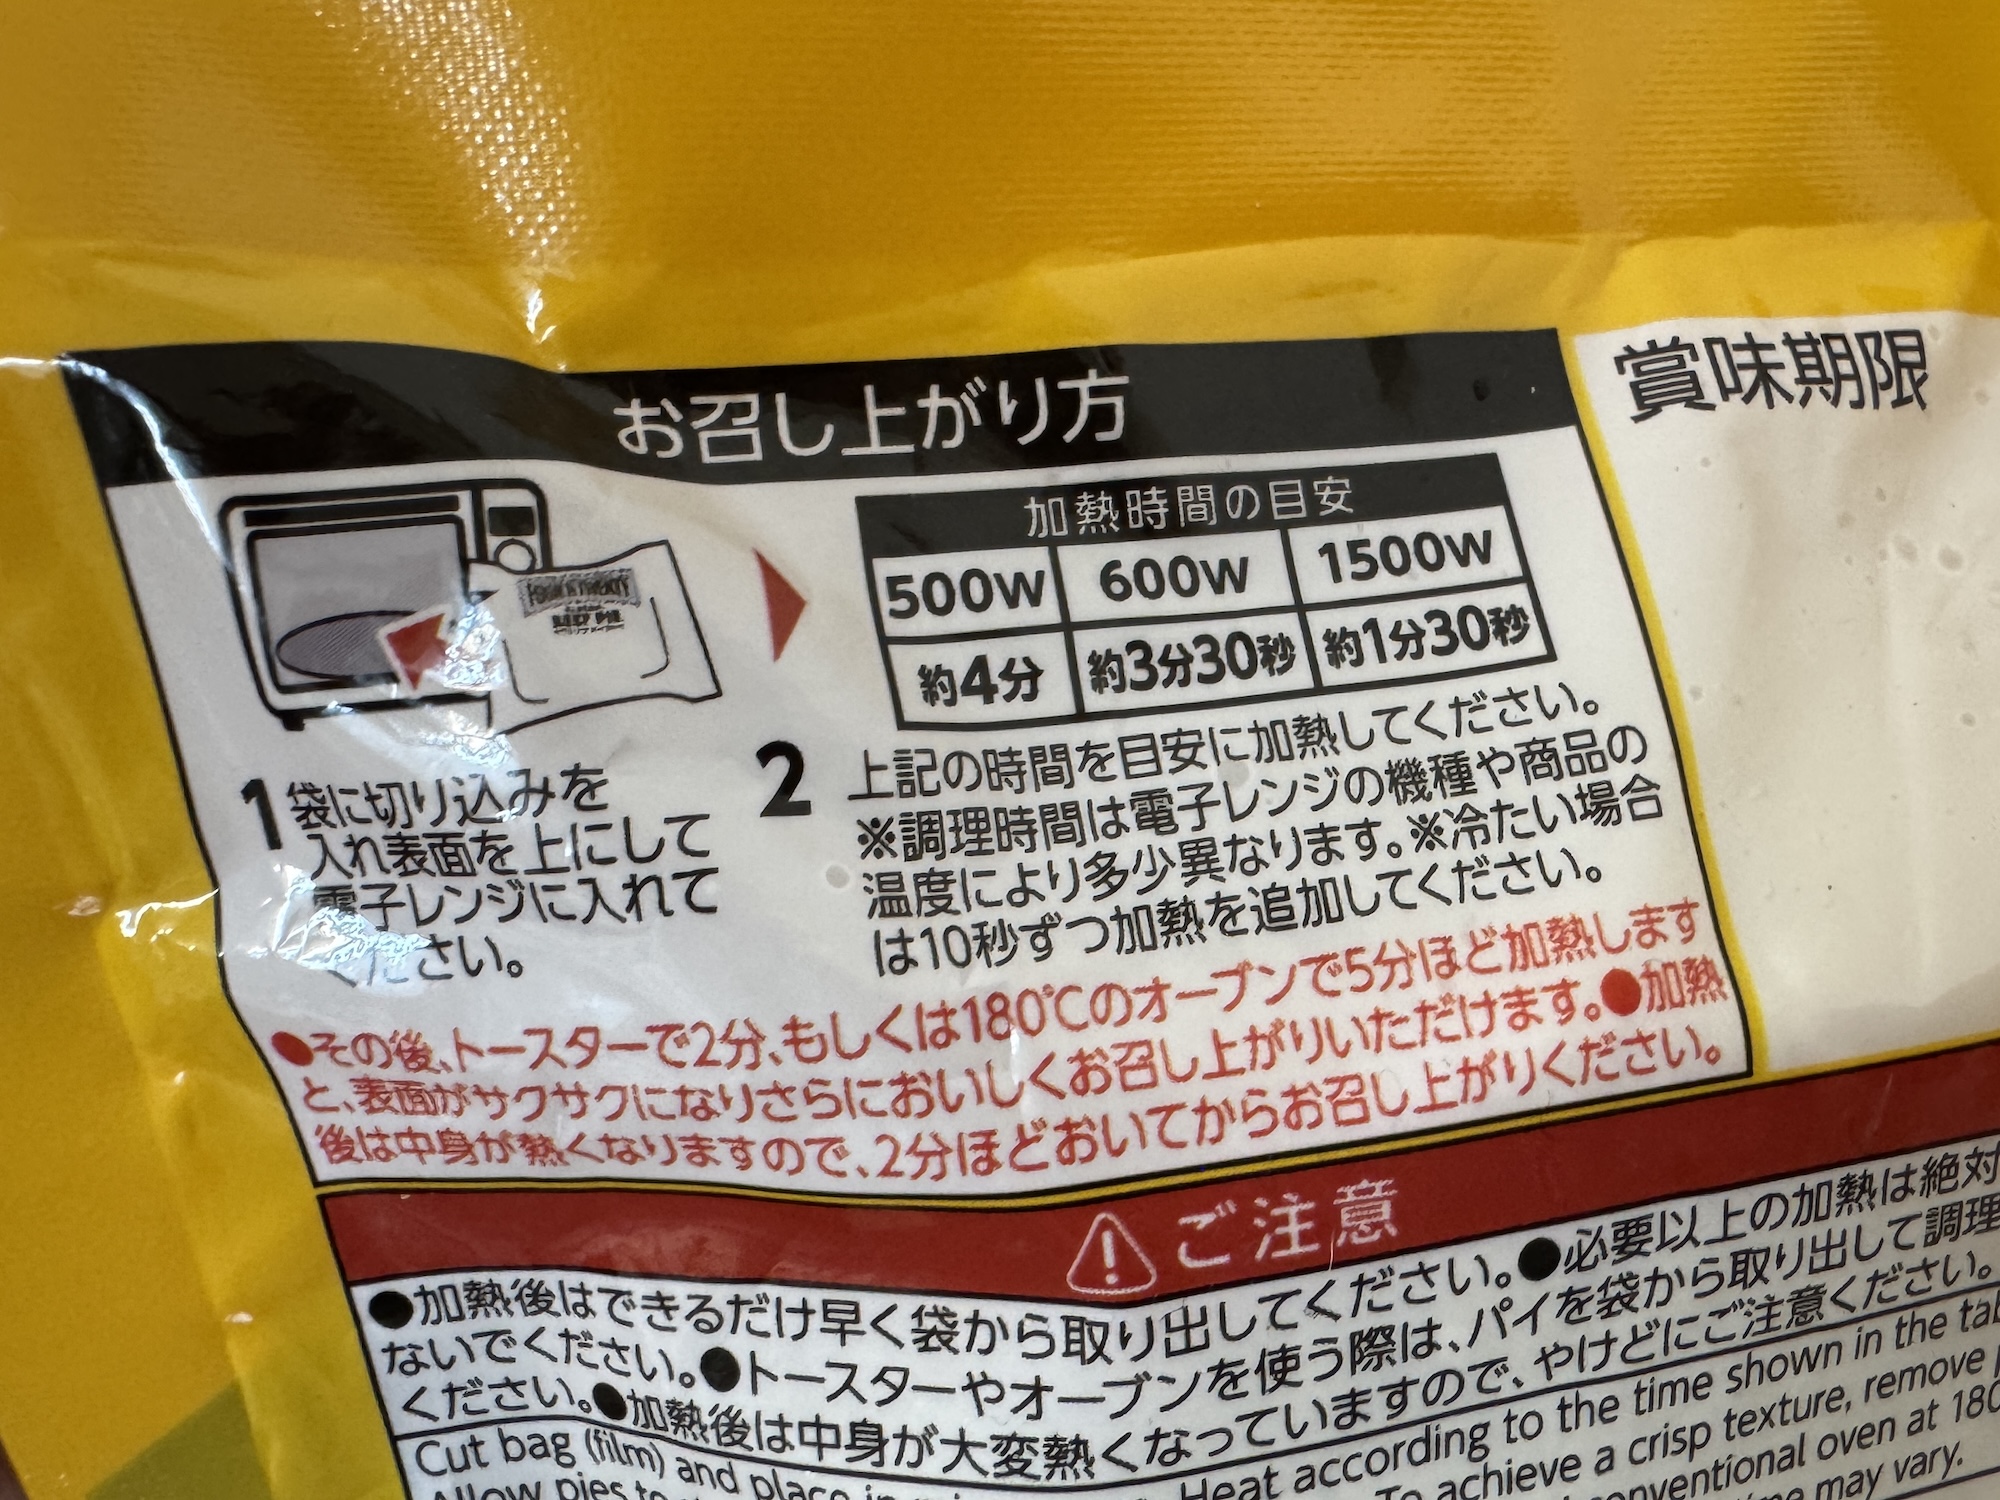 お召し上がり方
賞味期限
BEEF PIE
1 袋に切り込みを
入れ表面を上にして
電子レンジに入れて
ください。
加熱時間の目安
500W 600W 1500W
約4分 約3分30秒 約1分30秒
2 上記の時間を目安に加熱してください。
※調理時間は電子レンジの機種や商品の
温度により多少異なります。※冷たい場合
は10秒ずつ加熱を追加してください。
●その後、トースターで2分、もしくは180℃のオーブンで5分ほど加熱します
と、表面がサクサクになりさらにおいしくお召し上がりいただけます。●加熱
後は中身が熱くなりますので、2分ほどおいてからお召し上がりください。
ご注意
●加熱後はできるだけ早く袋から取り出してください。●必要以上の加熱は絶対
ないでください。●トースターやオーブンを使う際は、パイを袋から取り出して調理
ください。●加熱後は中身が大変熱くなっていますので、やけどにご注意ください。
Cut bag (film) and place in Heat according to the time shown in the
Allow pies to To achieve a crisp texture, remove
conventional oven at 180
may vary.